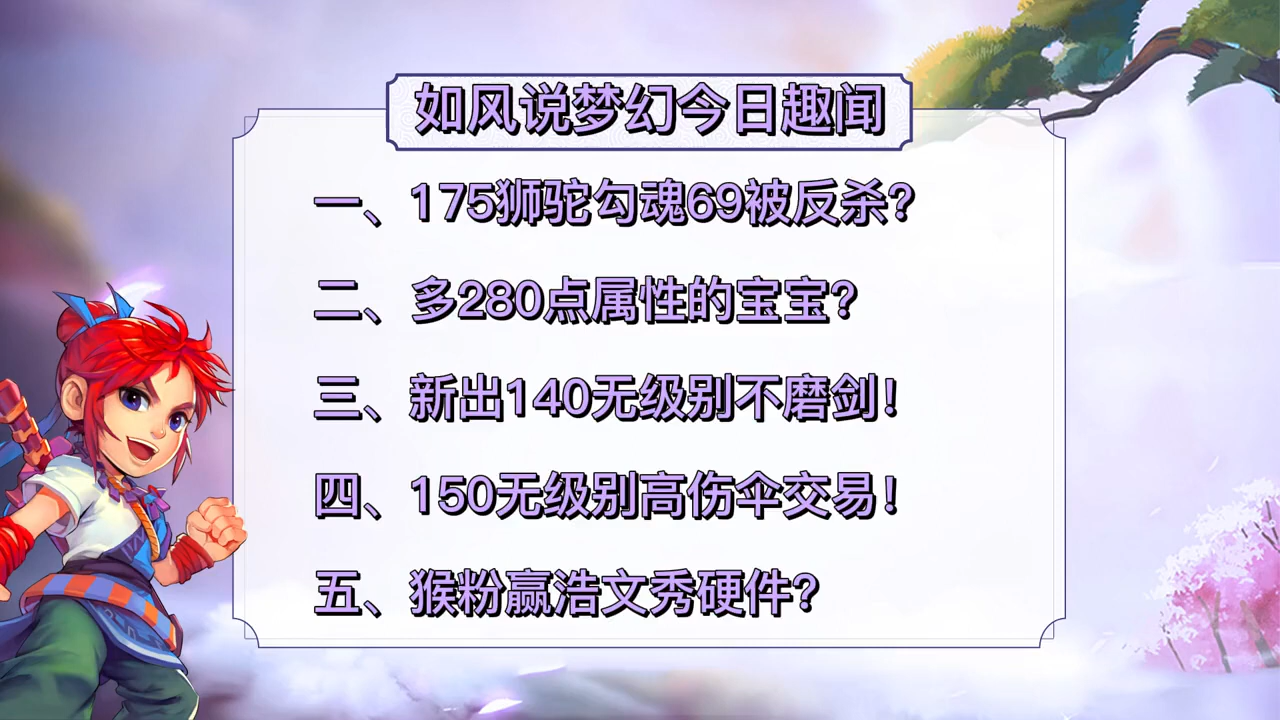 如风说梦幻今日趣闻
一、175狮驼勾魂69被反杀?
二、多280点属性的宝宝?
三、新出140无级别不磨剑!
四、150无级别高伤伞交易!
五、猴粉赢浩文秀硬件?